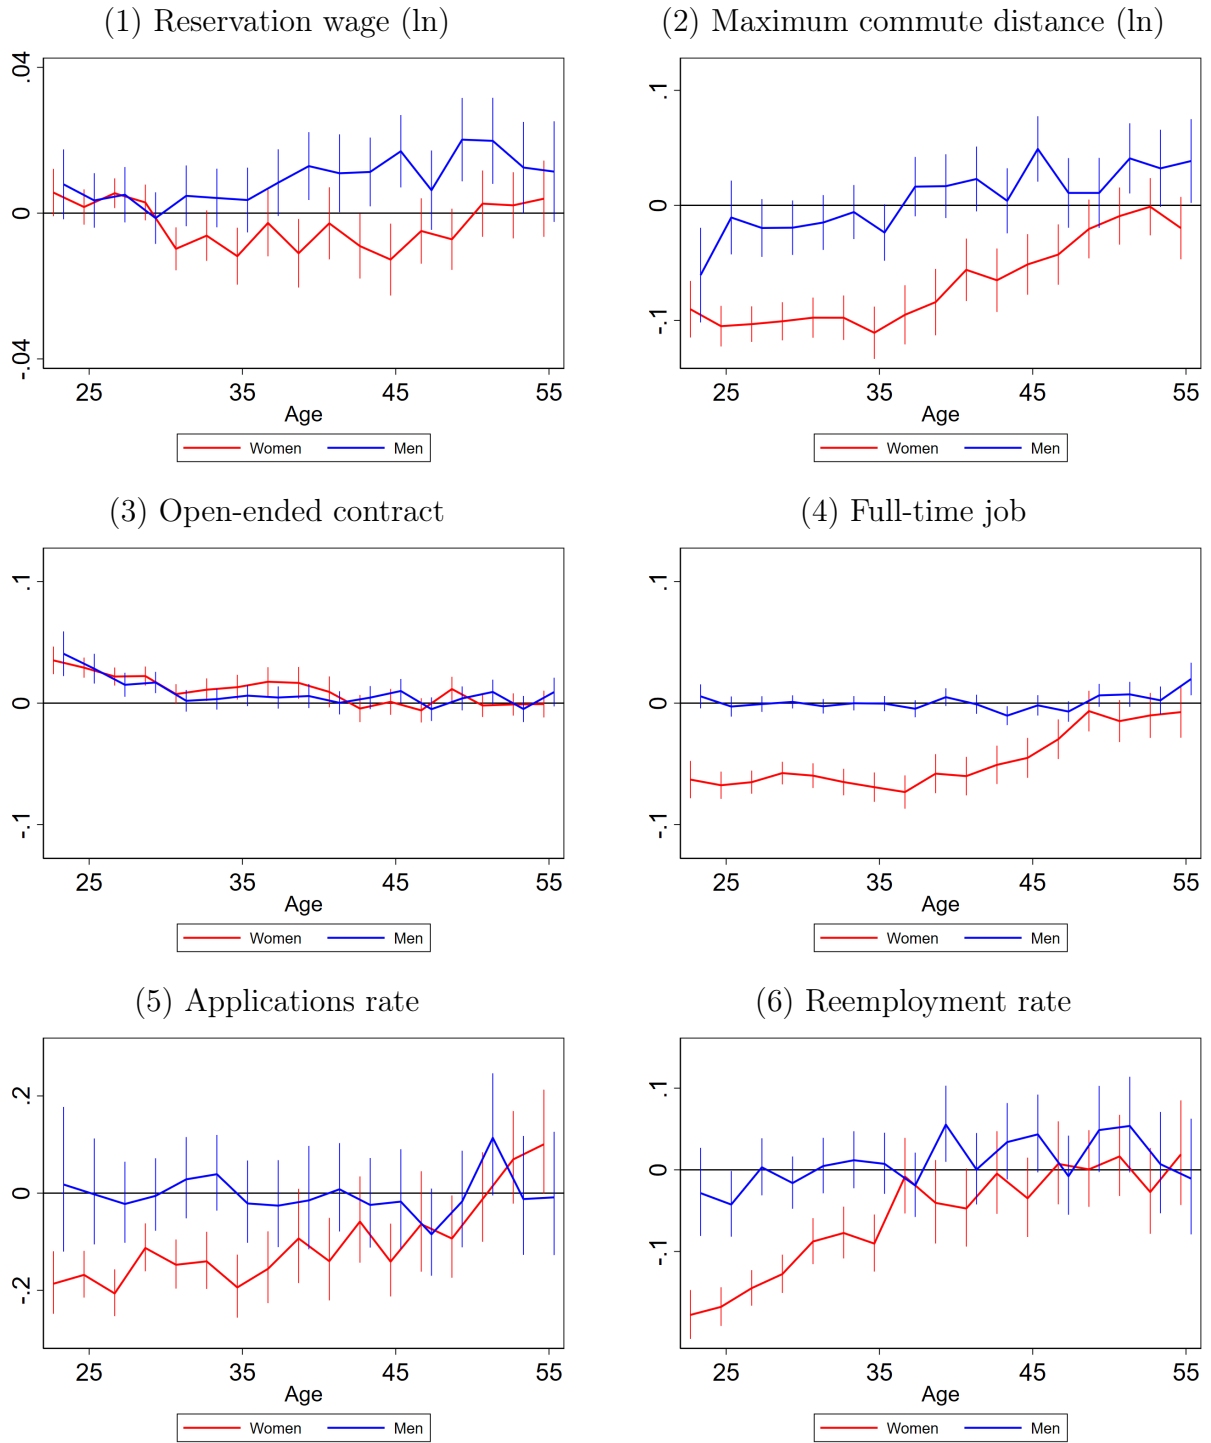 (1) Reservation wage (ln)
.04
0
-.04
25 35 45 55
Age
Women Men
(2) Maximum commute distance (ln)
.1
0
-.1
25 35 45 55
Age
Women Men
(3) Open-ended contract
.1
0
-.1
25 35 45 55
Age
Women Men
(4) Full-time job
.1
0
-.1
25 35 45 55
Age
Women Men
(5) Applications rate
.2
0
-.2
25 35 45 55
Age
Women Men
(6) Reemployment rate
.1
0
-.1
25 35 45 55
Age
Women Men